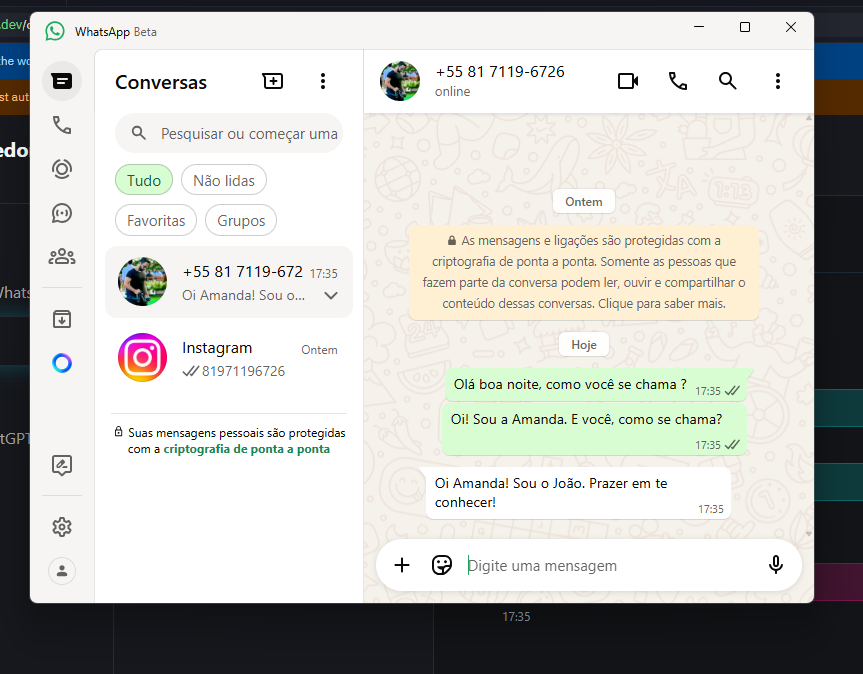 .dev/
WhatsApp Beta
the wo
st aut
edo
Whats
tGPT
Conversas
Pesquisar ou começar uma
Tudo
Não lidas
Favoritas
Grupos
+55 81 7119-672
17:35
Oi Amanda! Sou o...
Instagram
Ontem
81971196726
Suas mensagens pessoais são protegidas
com a criptografia de ponta a ponta
+55 81 7119-6726
online
Ontem
As mensagens e ligações são protegidas com a
criptografia de ponta a ponta. Somente as pessoas que
fazem parte da conversa podem ler, ouvir e compartilhar o
conteúdo dessas conversas. Clique para saber mais.
Hoje
Olá boa noite, como você se chama ?
17:35
Oi! Sou a Amanda. E você, como se chama?
17:35
Oi Amanda! Sou o João. Prazer em te
conhecer!
17:35
Digite uma mensagem
17:35